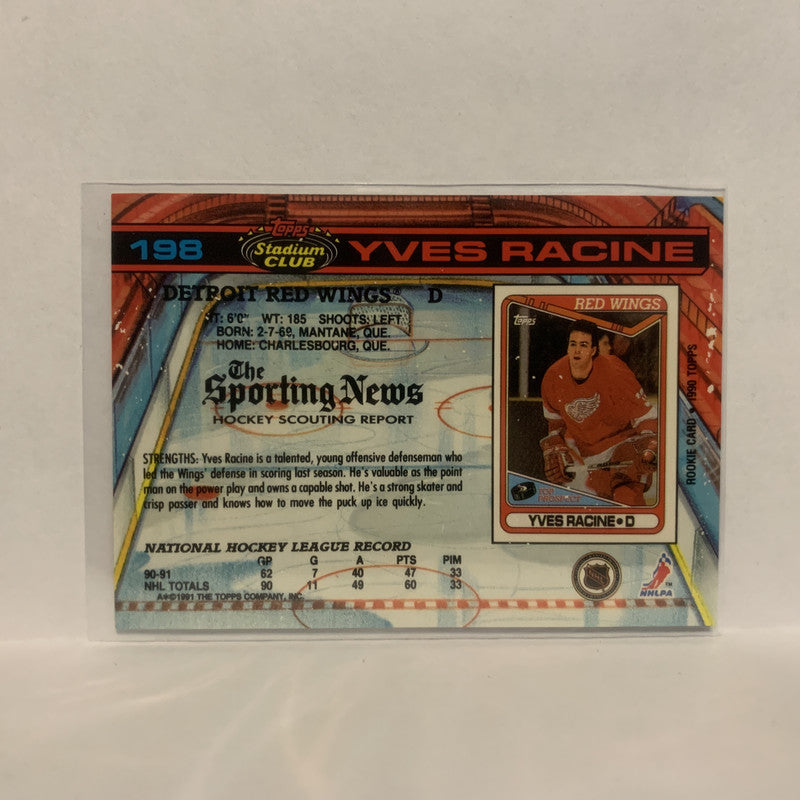 198 Topps Stadium CLUB YVES RACINE
DETROIT RED WINGS® D
HT: 6'0" WT: 185 SHOOTS: LEFT
BORN: 2-7-69, MANTANE, QUE.
HOME: CHARLESBOURG, QUE.
The
Sporting News
HOCKEY SCOUTING REPORT
STRENGTHS: Yves Racine is a talented, young offensive defenseman who
led the Wings' defense in scoring last season. He's valuable as the point
man on the power play and owns a capable shot. He's a strong skater and
crisp passer and knows how to move the puck up ice quickly.
NATIONAL HOCKEY LEAGUE RECORD
GP G A PTS PIM
90-91 62 7 40 47 33
NHL TOTALS 90 11 49 60 33
A*©1991 THE TOPPS COMPANY, INC.
RED WINGS
Topps
YVES RACINE • D
ROOKIE CARD • 1990 TOPPS
NHL
NHLPA
TM